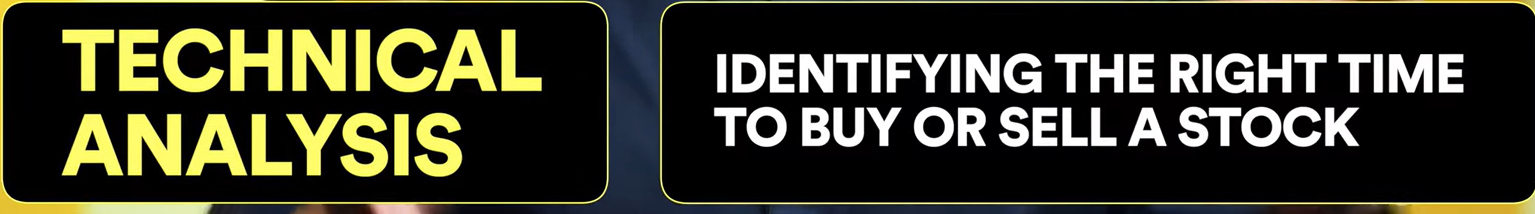 TECHNICAL
ANALYSIS
IDENTIFYING THE RIGHT TIME
TO BUY OR SELL A STOCK